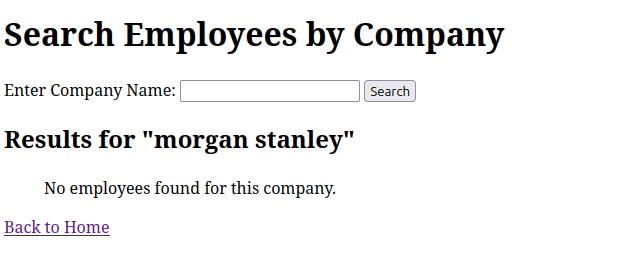 Search Employees by Company
Enter Company Name: Search
Results for "morgan stanley"
No employees found for this company.
Back to Home